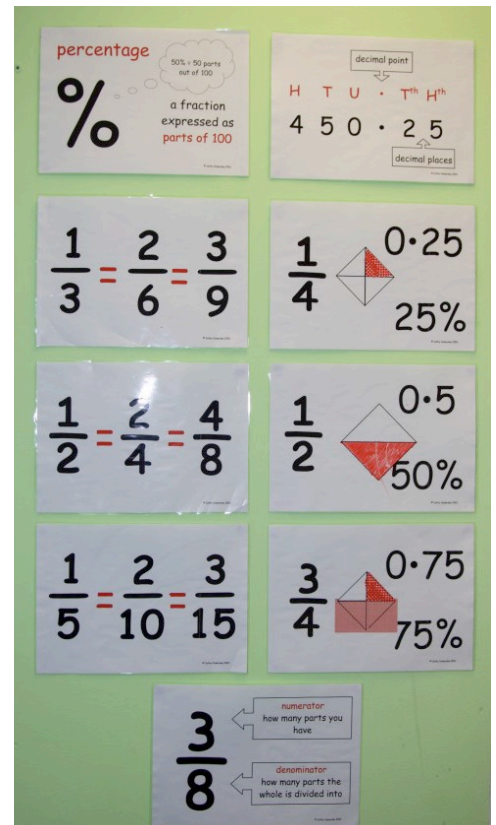 percentage
50% = 50 parts
out of 100
%
a fraction
expressed as
parts of 100
decimal point
H T U · Tth Hth
4 5 0 · 2 5
decimal places
1/3 = 2/6 = 3/9
1/4
0·25
25%
1/2 = 2/4 = 4/8
1/2
0·5
50%
1/5 = 2/10 = 3/15
3/4
0·75
75%
3/8
numerator
how many parts you
have
denominator
how many parts the
whole is divided into